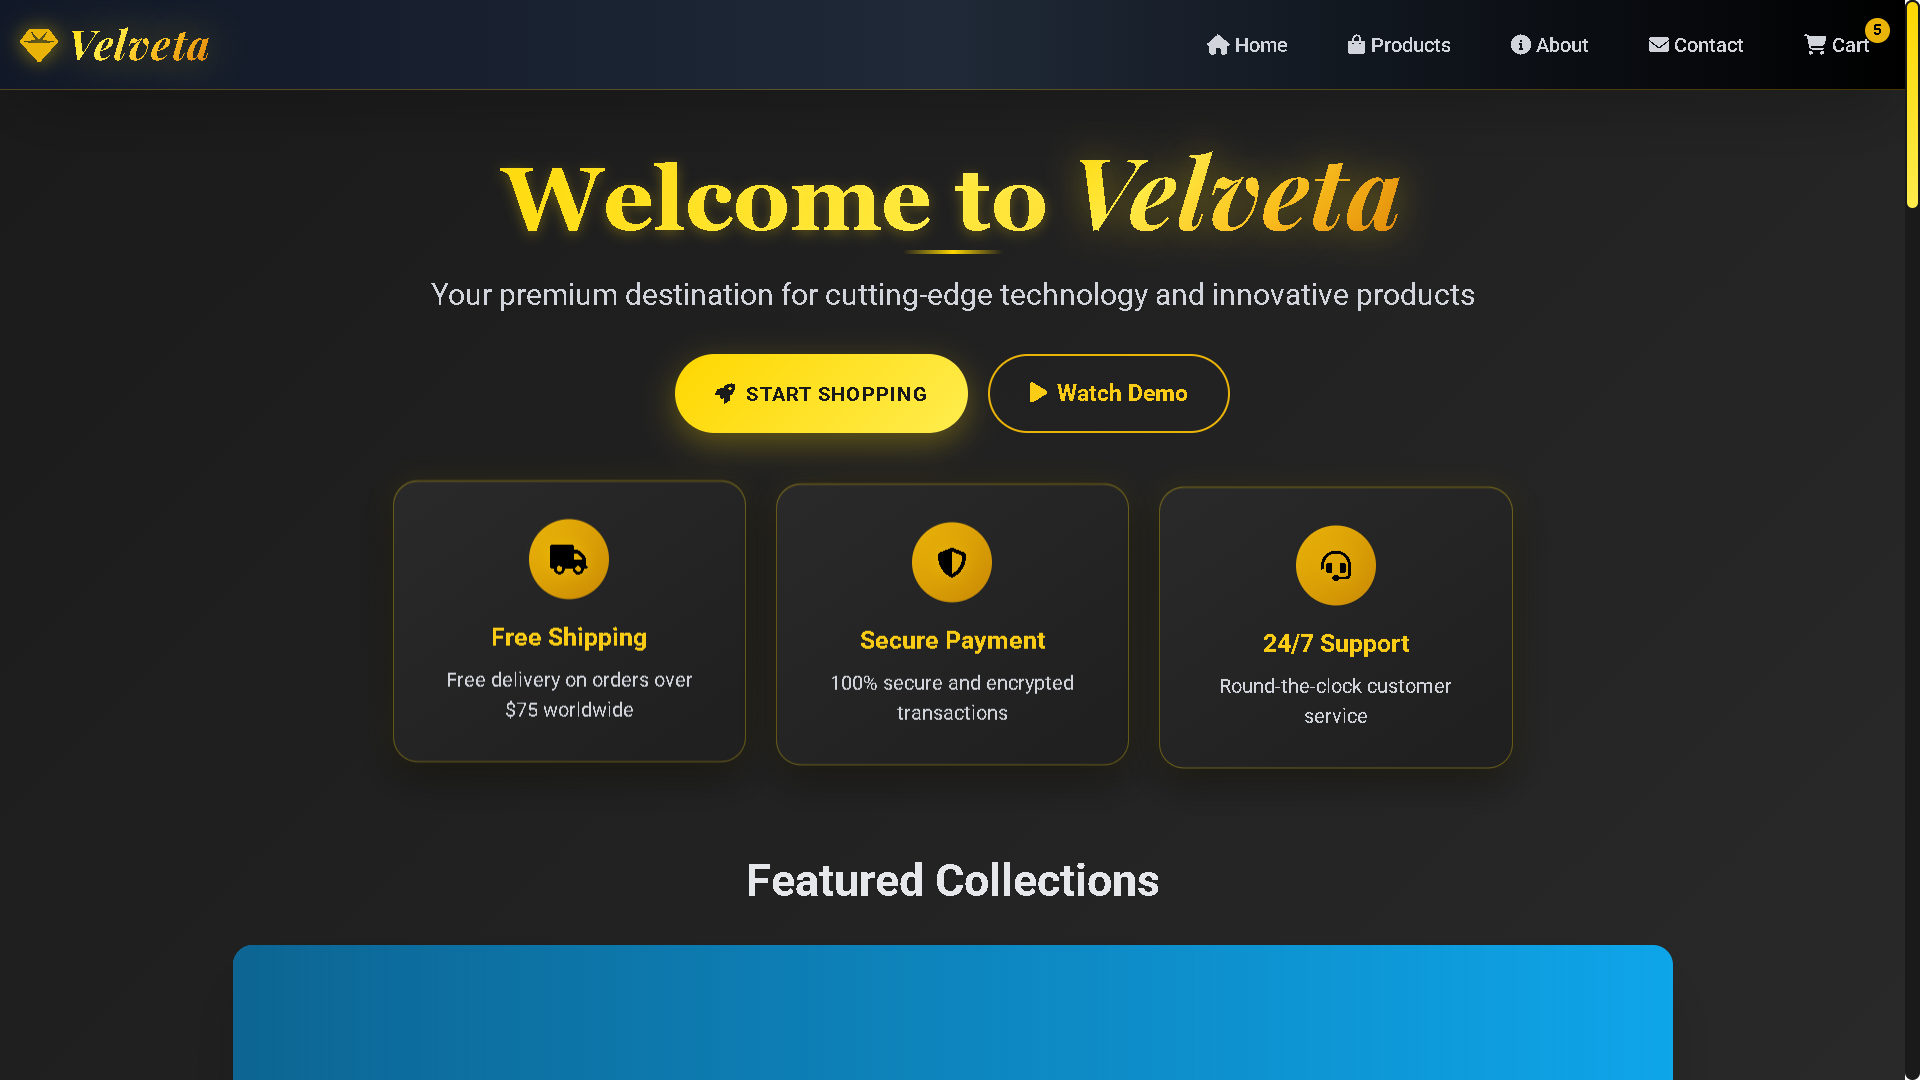 Velveta
Home
Products
About
Contact
Cart
5
Welcome to Velveta
Your premium destination for cutting-edge technology and innovative products
START SHOPPING
Watch Demo
Free Shipping
Free delivery on orders over
$75 worldwide
Secure Payment
100% secure and encrypted
transactions
24/7 Support
Round-the-clock customer
service
Featured Collections